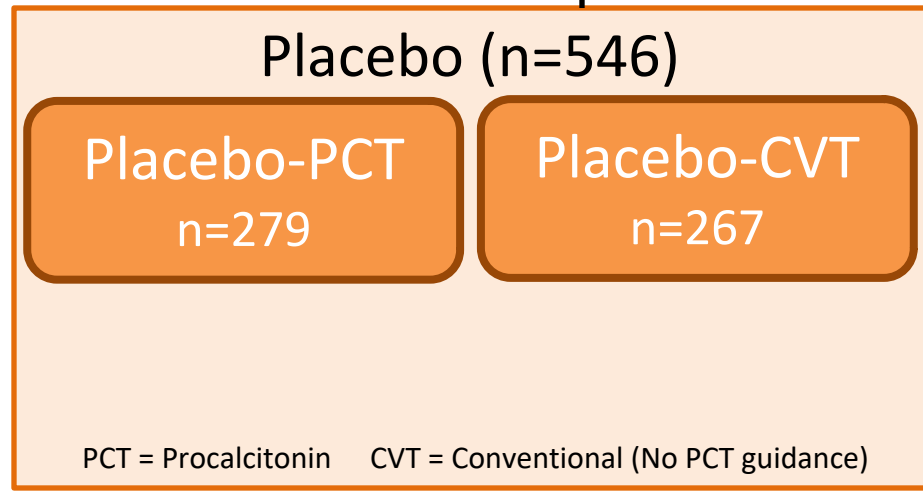 Placebo (n=546)
Placebo-PCT
n=279
Placebo-CVT
n=267
PCT = Procalcitonin CVT = Conventional (No PCT guidance)